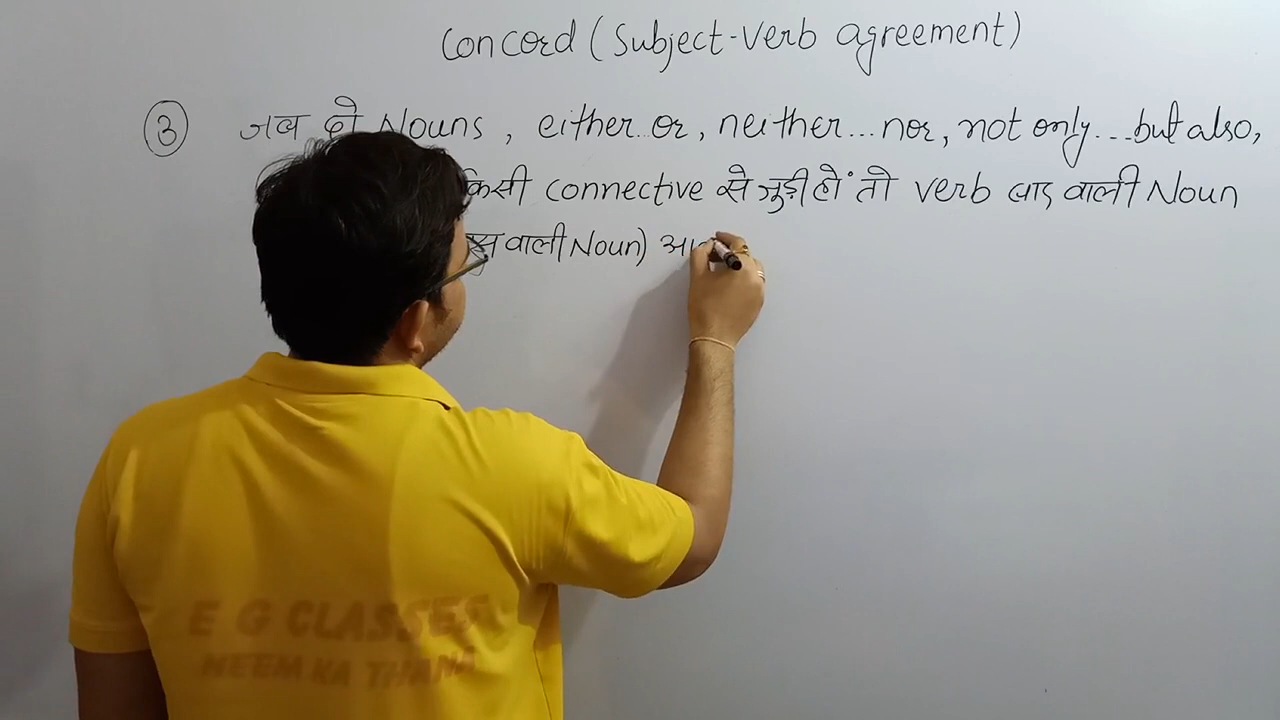 Concord (Subject-Verb agreement)
③ जब दो Nouns, either...or, neither...nor, not only...but also,
किसी connective से जुड़ी हों तो verb बाद वाली Noun
वाली Noun)
E G CLASSES
NEEM KA THANA